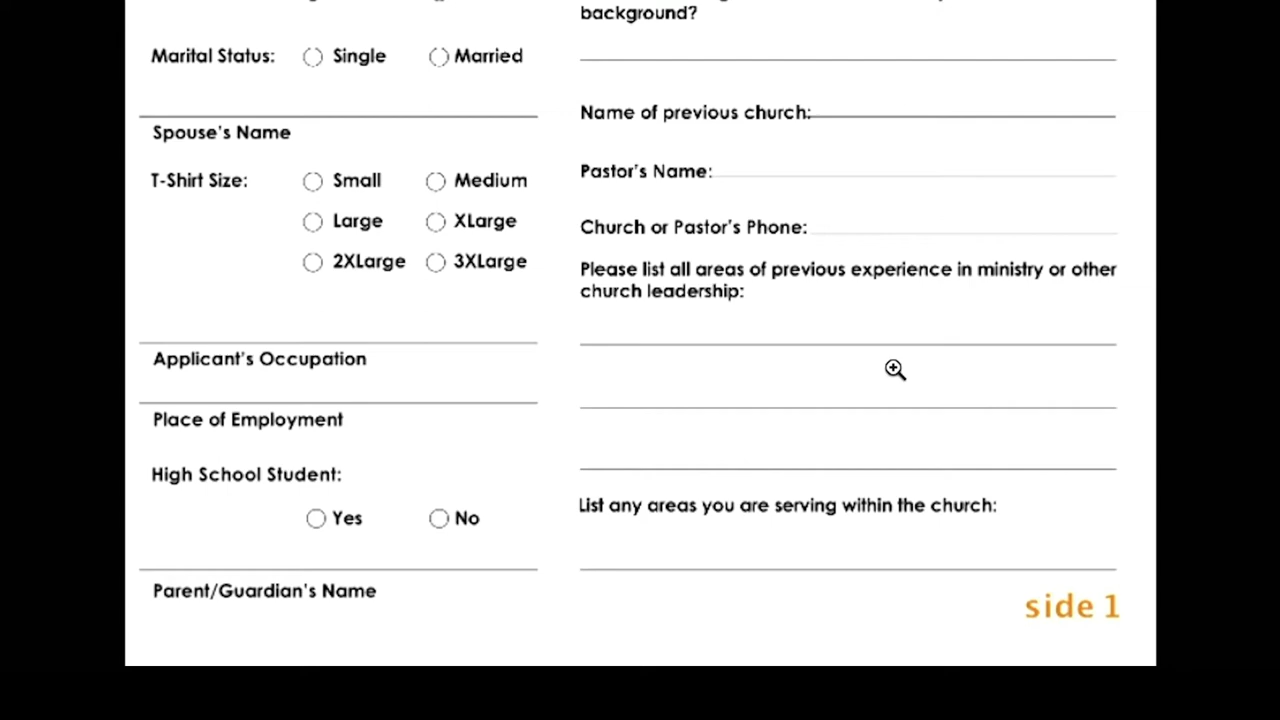 Marital Status: Single Married
Spouse's Name
T-Shirt Size: Small Medium
Large XLarge
2XLarge 3XLarge
Applicant's Occupation
Place of Employment
High School Student:
Yes No
Parent/Guardian's Name
background?
Name of previous church:
Pastor's Name:
Church or Pastor's Phone:
Please list all areas of previous experience in ministry or other
church leadership:
List any areas you are serving within the church:
side 1